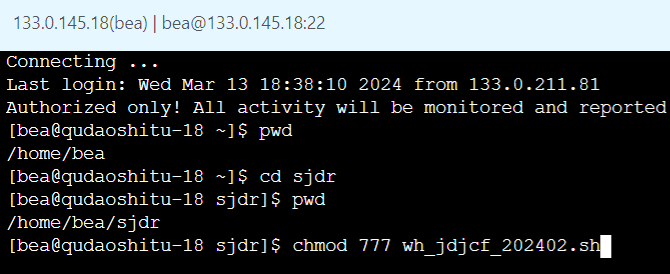 133.0.145.18(bea) | bea@133.0.145.18:22
Connecting ...
Last login: Wed Mar 13 18:38:10 2024 from 133.0.211.81
Authorized only! All activity will be monitored and reported
[bea@qudaoshitu-18 ~]$ pwd
/home/bea
[bea@qudaoshitu-18 ~]$ cd sjdr
[bea@qudaoshitu-18 sjdr]$ pwd
/home/bea/sjdr
[bea@qudaoshitu-18 sjdr]$ chmod 777 wh_jdjcf_202402.sh